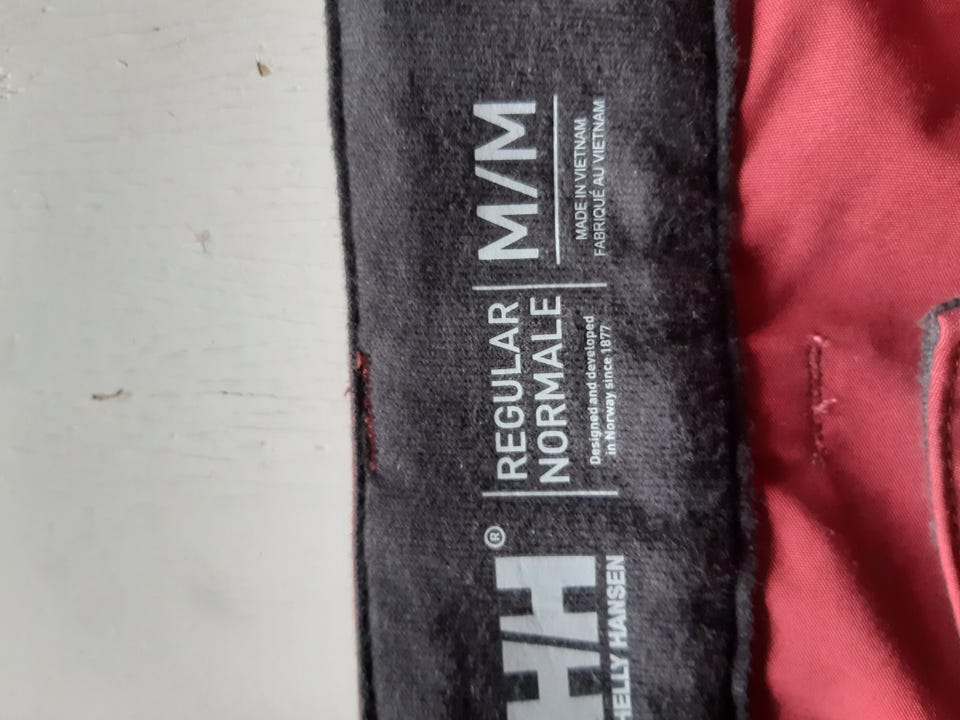 HH®
HELLY HANSEN
REGULAR
NORMALE
Designed and developed
in Norway since 1877
M/M
MADE IN VIETNAM
FABRIQUÉ AU VIETNAM